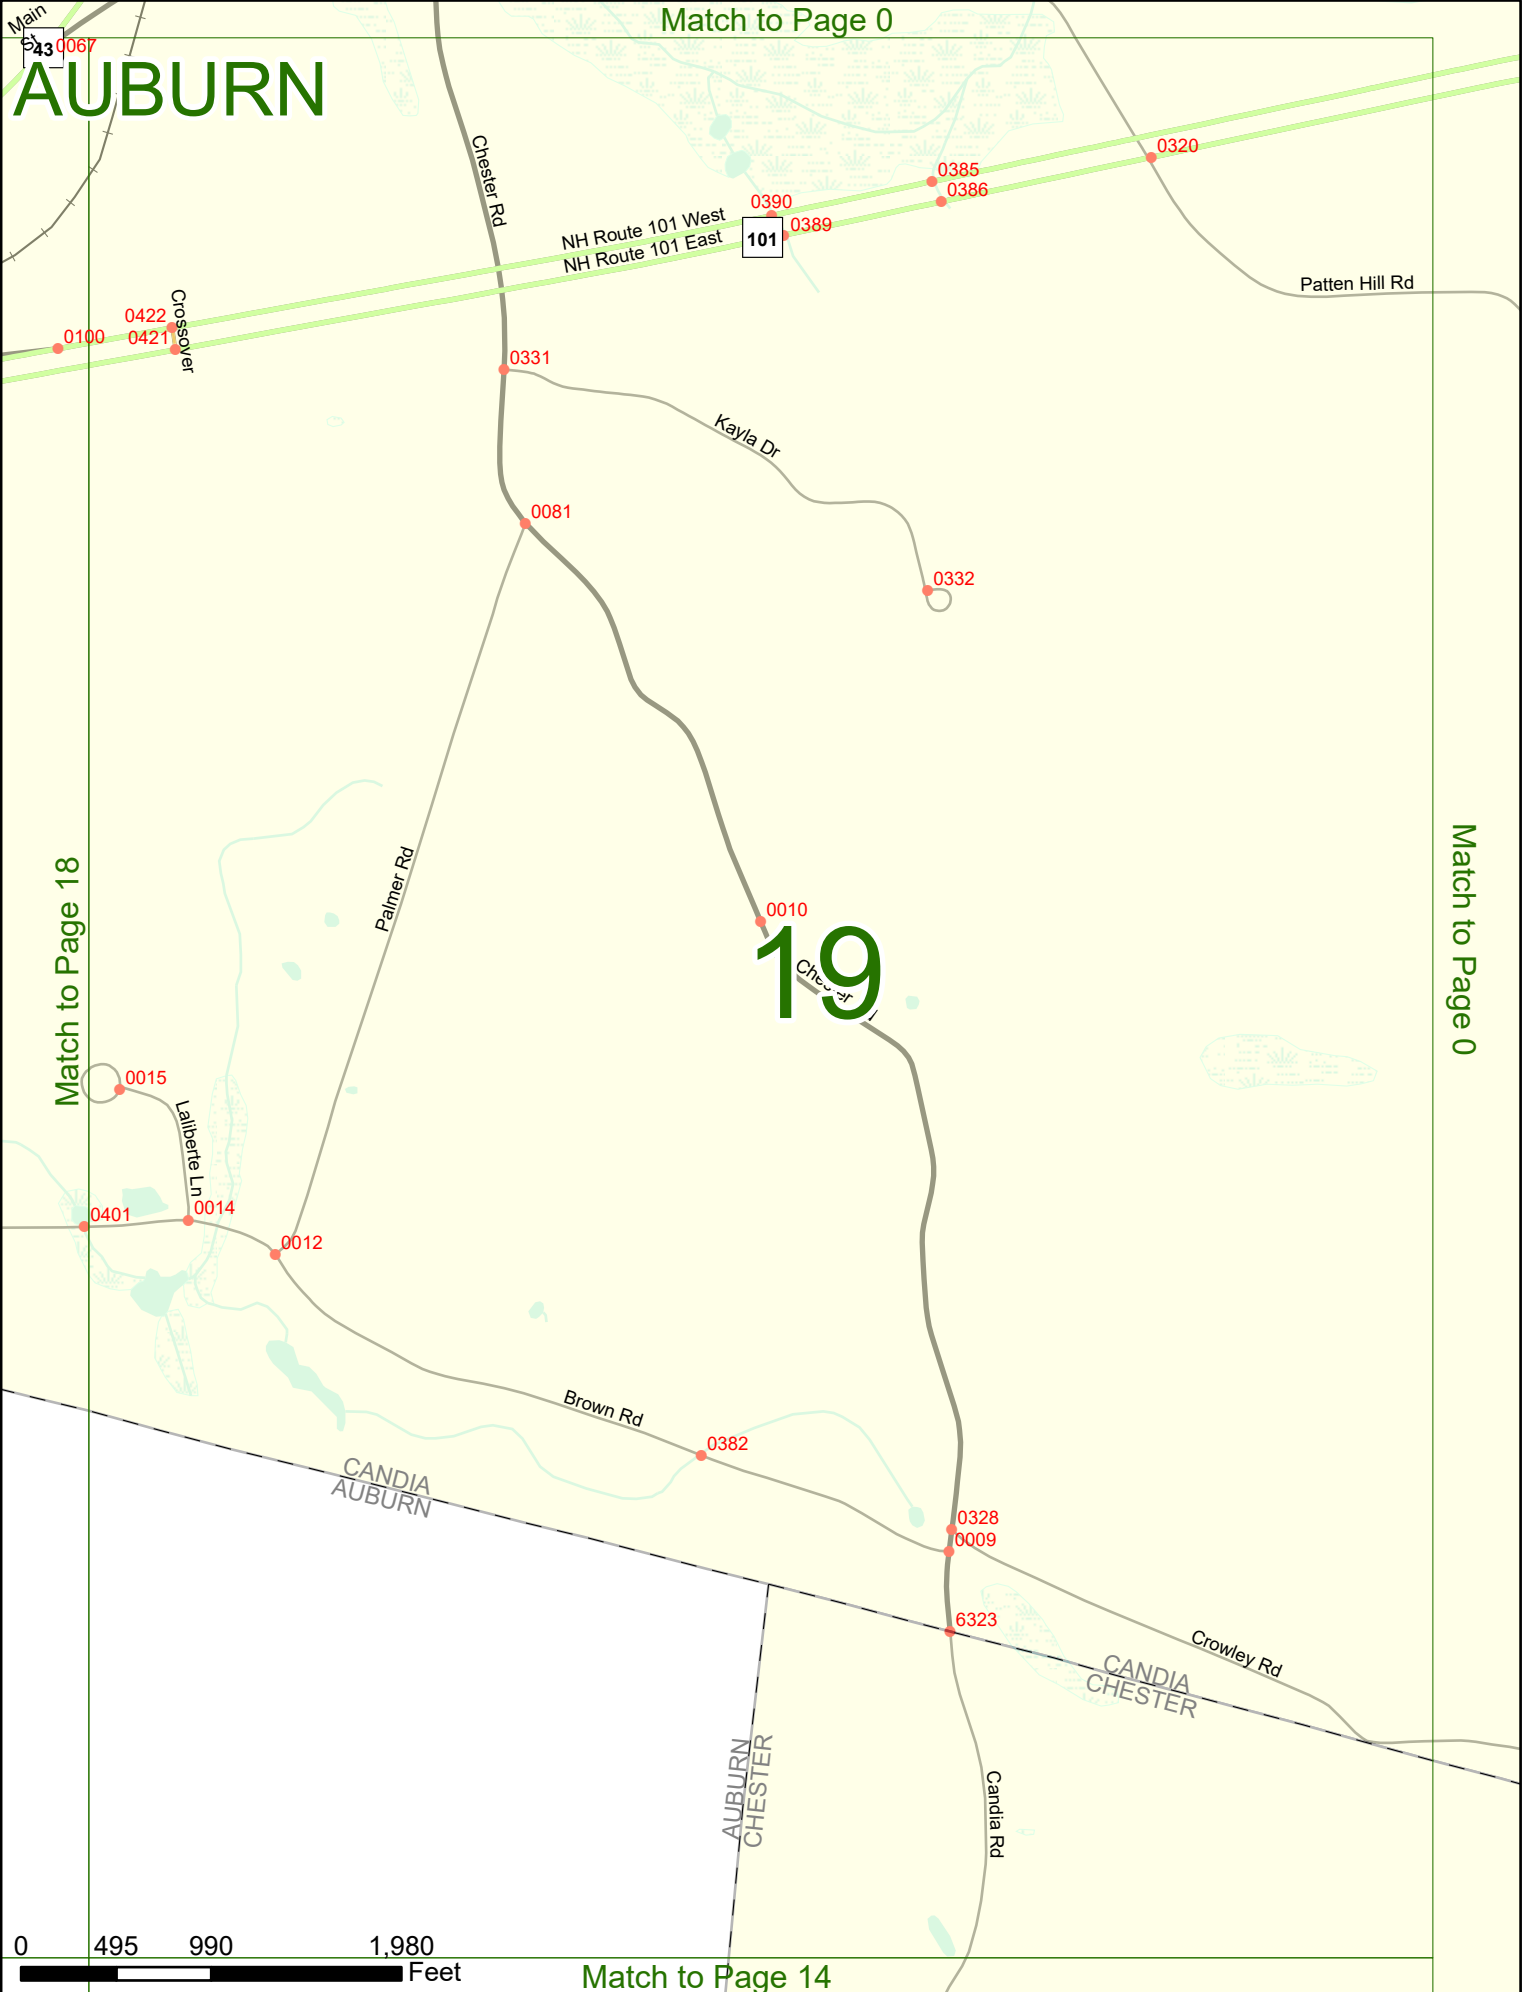 Match to Page 0
Main
St
43
0067
AUBURN
Chester Rd
0320
0385
0386
0390
0389
NH Route 101 West
NH Route 101 East
101
Patten Hill Rd
Crossover
0422
0421
0100
0331
Kayla Dr
0081
0332
Palmer Rd
Match to Page 18
Match to Page 0
0010
19
Chester
0015
Laliberte Ln
0401
0014
0012
Brown Rd
0382
CANDIA
AUBURN
0328
0009
6323
Crowley Rd
CANDIA
CHESTER
AUBURN
CHESTER
Candia Rd
0 495 990 1,980
Feet
Match to Page 14